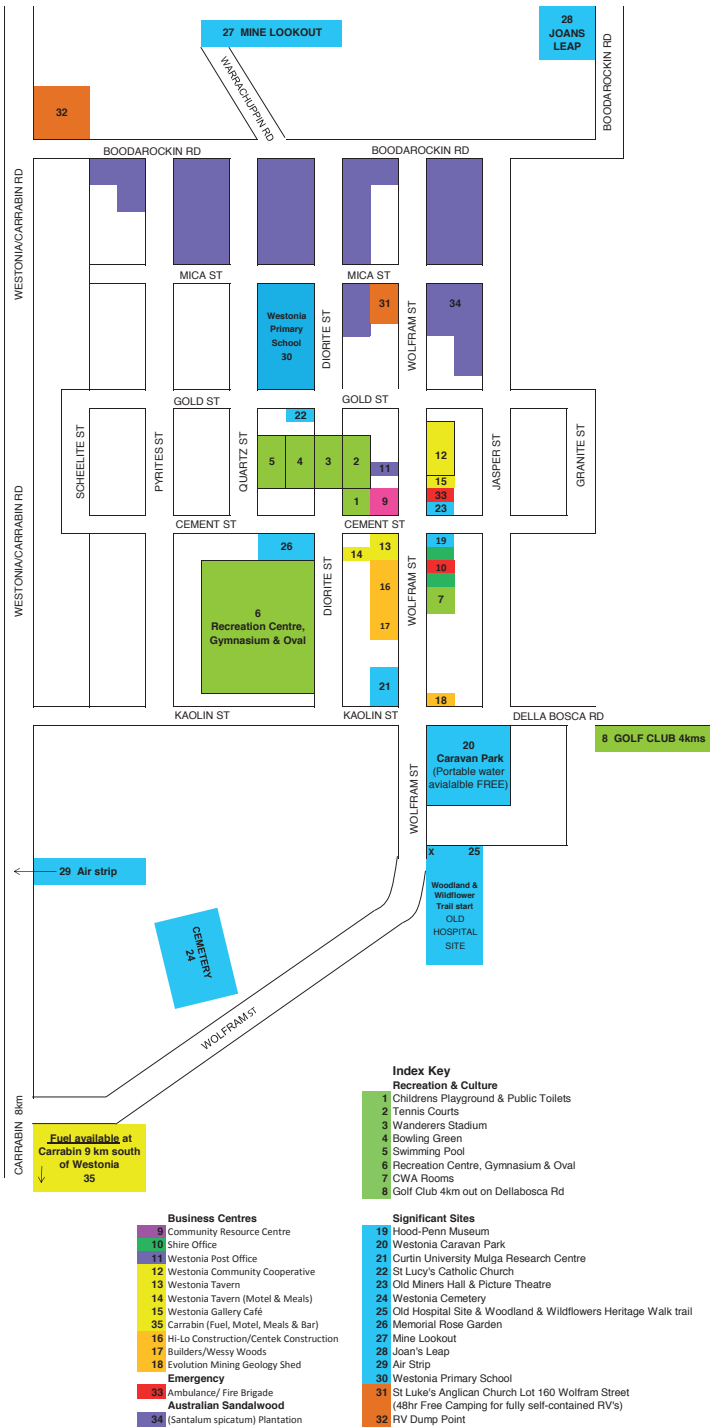 27 MINE LOOKOUT
28
JOANS
LEAP
WARRACHUPPIN RD
BOODAROCKIN RD
32
BOODAROCKIN RD
BOODAROCKIN RD
WESTONIA/CARRABIN RD
MICA ST
MICA ST
Westonia
Primary
School
30
DIORITE ST
31
WOLFRAM ST
34
GOLD ST
GOLD ST
22
SCHEELITE ST
PYRITES ST
QUARTZ ST
5
4
3
2
11
12
JASPER ST
GRANITE ST
15
1
9
33
23
WESTONIA/CARRABIN RD
CEMENT ST
CEMENT ST
26
DIORITE ST
14
13
WOLFRAM ST
19
10
6
Recreation Centre,
Gymnasium & Oval
16
7
17
21
18
KAOLIN ST
KAOLIN ST
DELLA BOSCA RD
8 GOLF CLUB 4kms
20
Caravan Park
(Portable water
avialalble FREE)
WOLFRAM ST
x 25
Woodland &
Wildflower
Trail start
OLD
HOSPITAL
SITE
29 Air strip
CEMETERY
24
WOLFRAM ST
CARRABIN 8km
Fuel available at
Carrabin 9 km south
of Westonia
35
Index Key
Recreation & Culture
1 Childrens Playground & Public Toilets
2 Tennis Courts
3 Wanderers Stadium
4 Bowling Green
5 Swimming Pool
6 Recreation Centre, Gymnasium & Oval
7 CWA Rooms
8 Golf Club 4km out on Dellabosca Rd
Business Centres
9 Community Resource Centre
10 Shire Office
11 Westonia Post Office
12 Westonia Community Cooperative
13 Westonia Tavern
14 Westonia Tavern (Motel & Meals)
15 Westonia Gallery Café
35 Carrabin (Fuel, Motel, Meals & Bar)
16 Hi-Lo Construction/Centek Construction
17 Builders/Wessy Woods
18 Evolution Mining Geology Shed
Emergency
33 Ambulance/ Fire Brigade
Australian Sandalwood
34 (Santalum spicatum) Plantation
Significant Sites
19 Hood-Penn Museum
20 Westonia Caravan Park
21 Curtin University Mulga Research Centre
22 St Lucy's Catholic Church
23 Old Miners Hall & Picture Theatre
24 Westonia Cemetery
25 Old Hospital Site & Woodland & Wildflowers Heritage Walk trail
26 Memorial Rose Garden
27 Mine Lookout
28 Joan's Leap
29 Air Strip
30 Westonia Primary School
31 St Luke's Anglican Church Lot 160 Wolfram Street
(48hr Free Camping for fully self-contained RV's)
32 RV Dump Point